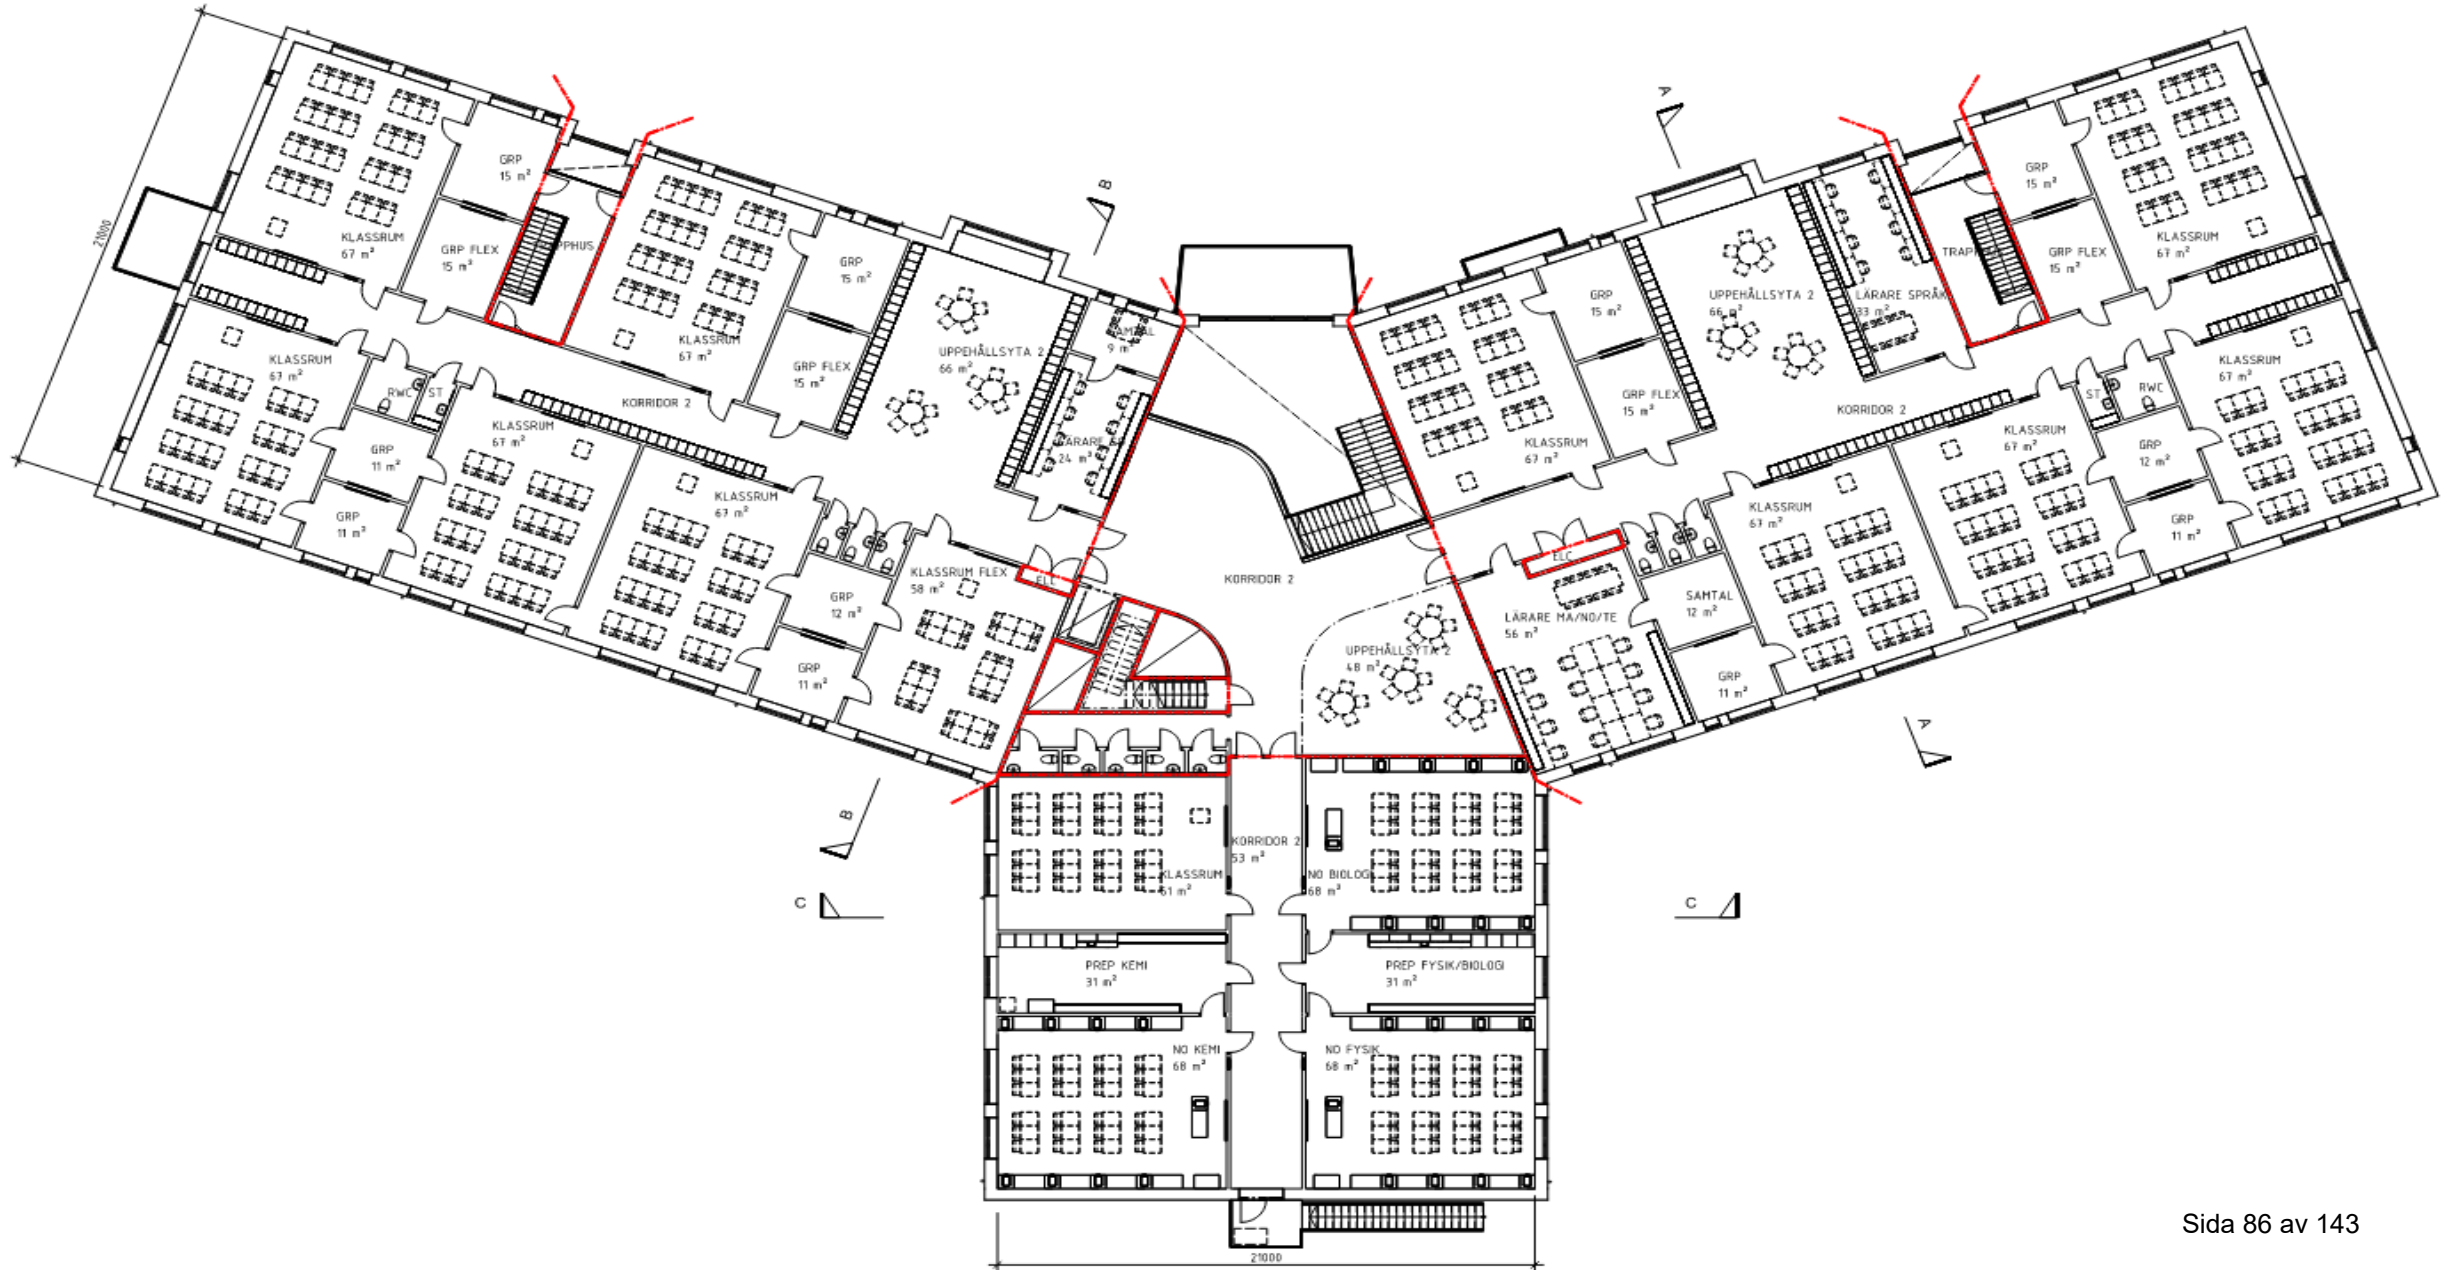 21000
KLASSRUM
67 m²
GRP
15 m²
GRP FLEX
15 m²
KLASSRUM
67 m²
GRP
15 m²
GRP FLEX
15 m²
UPPEHÅLLSYTA 2
66 m²
9 m²
24 m²
B
KLASSRUM
67 m²
RWC
ST
GRP
11 m²
GRP
11 m²
KLASSRUM
67 m²
KORRIDOR 2
KLASSRUM
67 m²
GRP
12 m²
GRP
11 m²
KLASSRUM FLEX
58 m²
B
KORRIDOR 2
UPPEHÅLLSYTA 2
48 m²
A
KLASSRUM
67 m²
GRP
15 m²
GRP FLEX
15 m²
UPPEHÅLLSYTA 2
66 m²
LÄRARE SPRÅK
33 m²
GRP
15 m²
GRP FLEX
15 m²
KLASSRUM
67 m²
KORRIDOR 2
ELC
LÄRARE MA/NO/TE
56 m²
SAMTAL
12 m²
GRP
11 m²
KLASSRUM
67 m²
KLASSRUM
67 m²
ST
RWC
GRP
12 m²
GRP
11 m²
KLASSRUM
67 m²
A
C
C
KLASSRUM
61 m²
KORRIDOR 2
53 m²
NO BIOLOGI
68 m²
PREP KEMI
31 m²
PREP FYSIK/BIOLOGI
31 m²
NO KEMI
68 m²
NO FYSIK
68 m²
21000
Sida 86 av 143